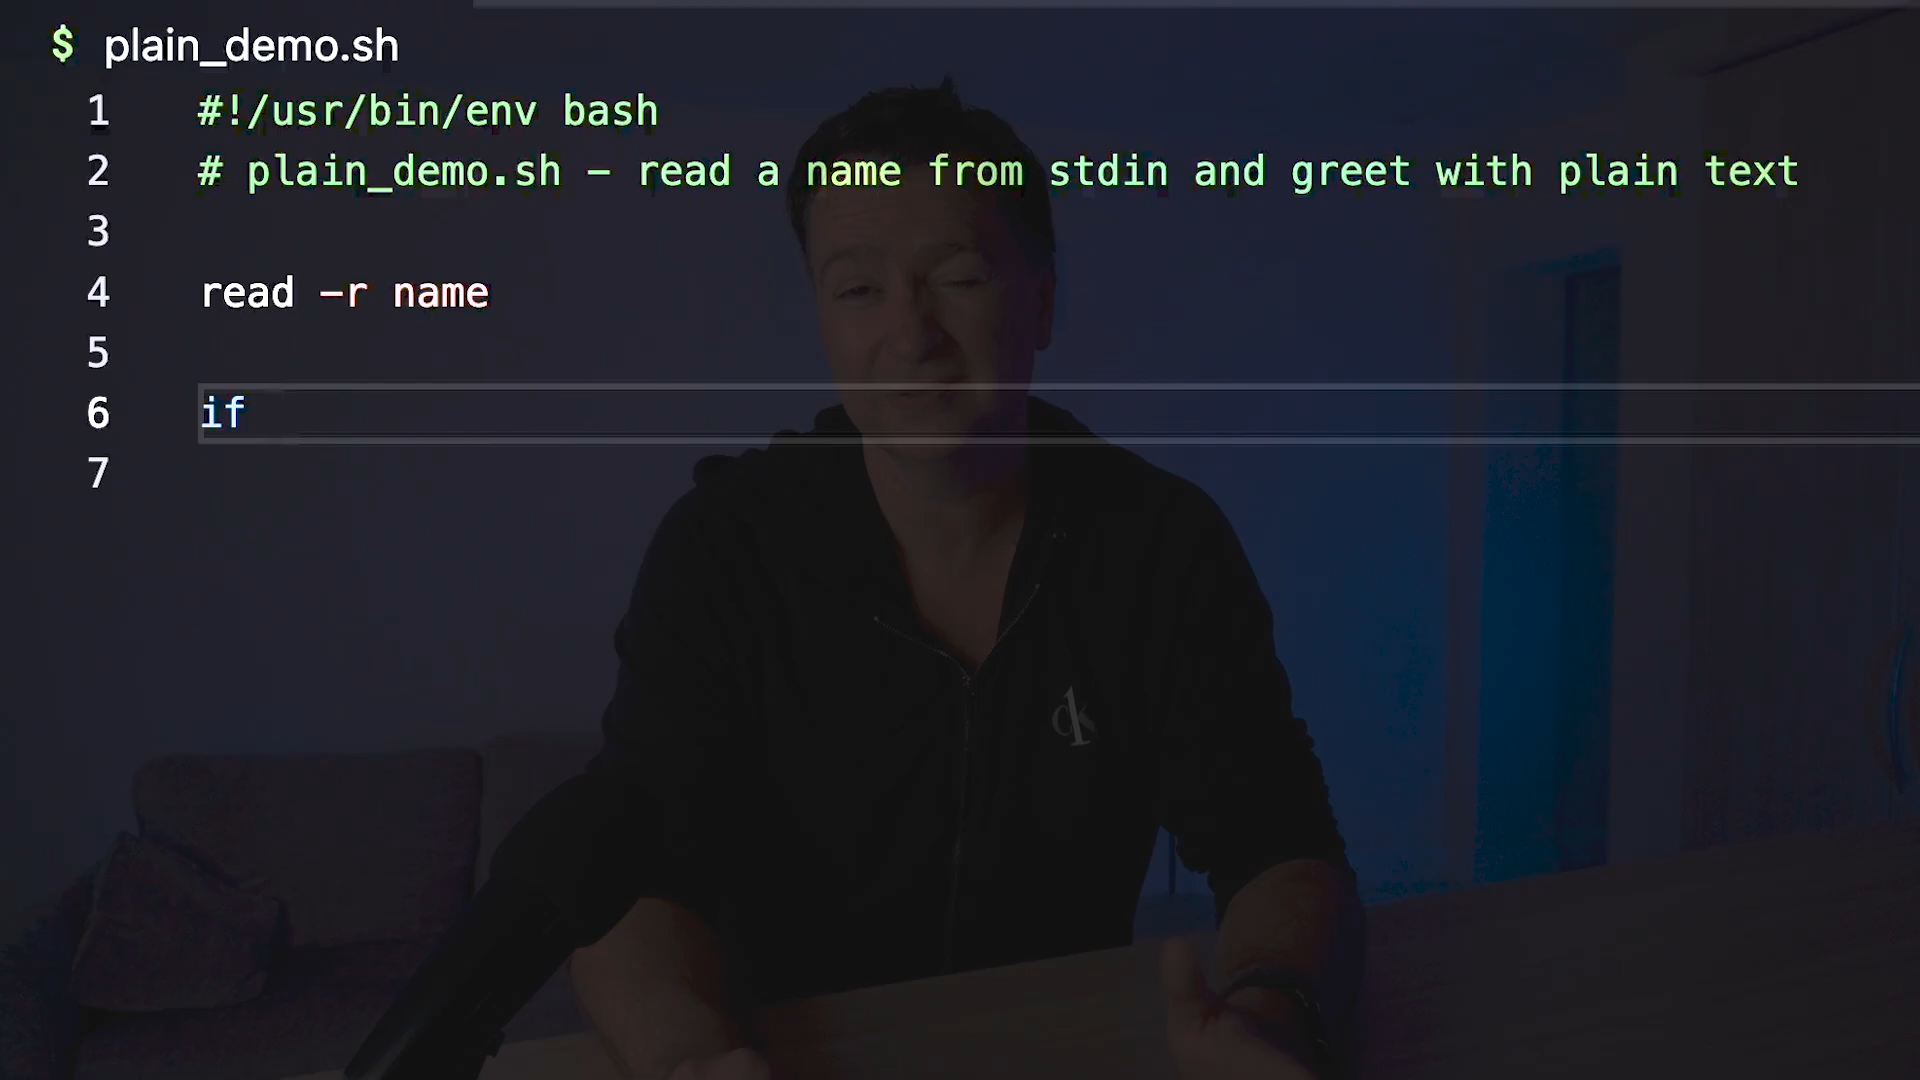 $ plain_demo.sh
1 #!/usr/bin/env bash
2 # plain_demo.sh – read a name from stdin and greet with plain text
3
4 read –r name
5
6 if
7
ck